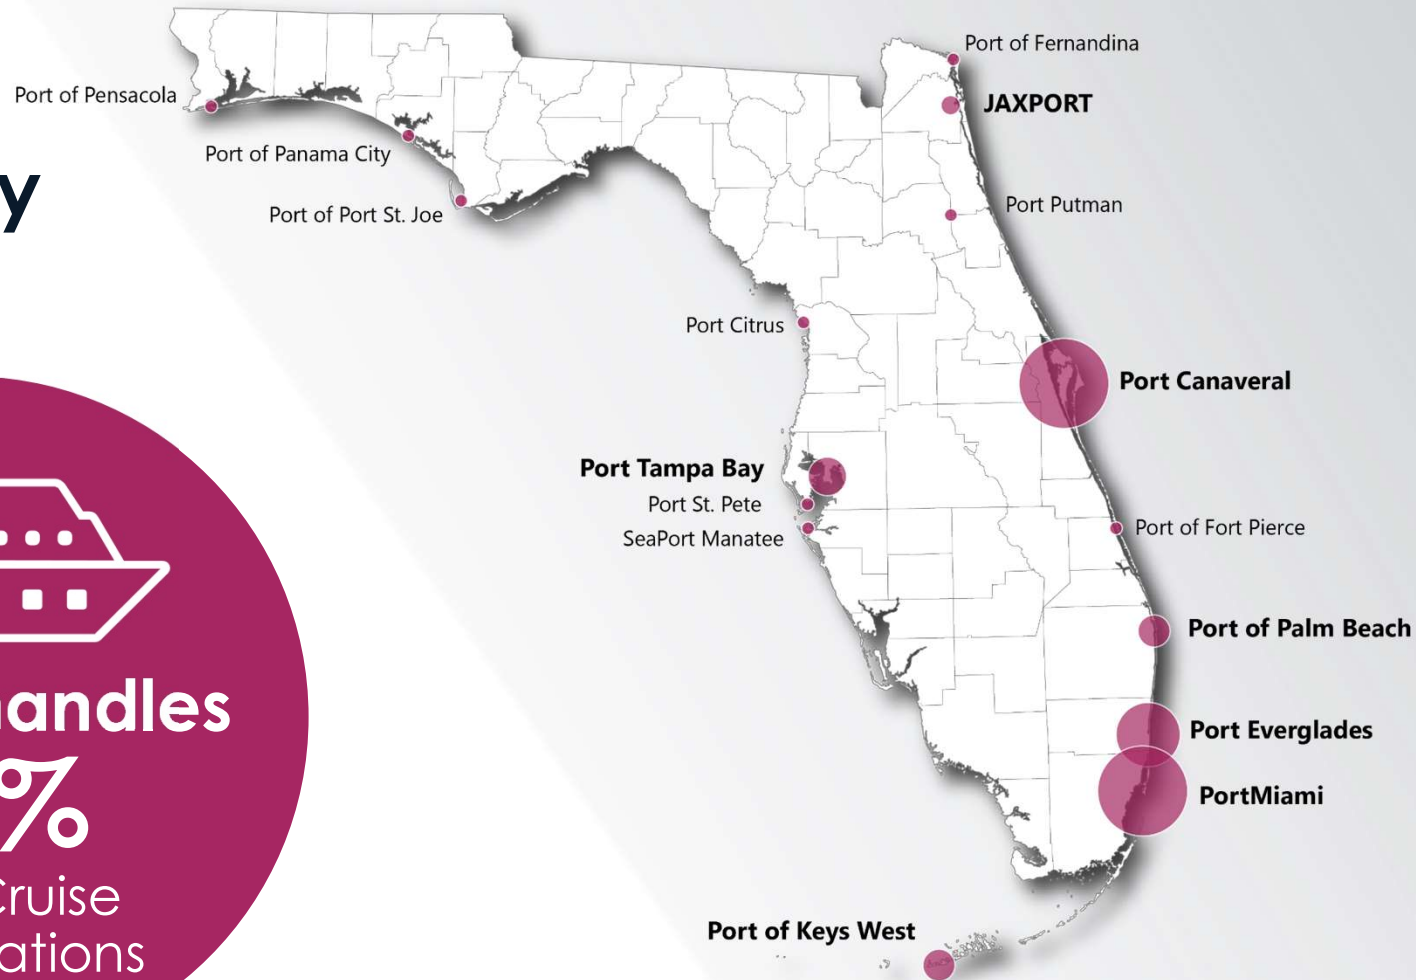 Port of Fernandina
Port of Pensacola
JAXPORT
Port of Panama City
y
Port of Port St. Joe
Port Putman
Port Citrus
Port Canaveral
Port Tampa Bay
Port St. Pete
SeaPort Manatee
Port of Fort Pierce
Port of Palm Beach
handles
Port Everglades
%
PortMiami
Cruise
ations
Port of Keys West